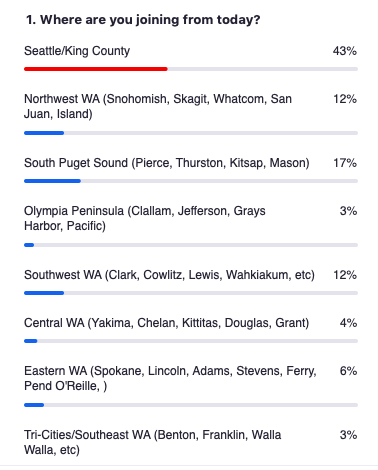 1. Where are you joining from today?
Seattle/King County 43%
Northwest WA (Snohomish, Skagit, Whatcom, San 12%
Juan, Island)
South Puget Sound (Pierce, Thurston, Kitsap, Mason) 17%
Olympia Peninsula (Clallam, Jefferson, Grays 3%
Harbor, Pacific)
Southwest WA (Clark, Cowlitz, Lewis, Wahkiakum, etc) 12%
Central WA (Yakima, Chelan, Kittitas, Douglas, Grant) 4%
Eastern WA (Spokane, Lincoln, Adams, Stevens, Ferry, 6%
Pend O'Reille, )
Tri-Cities/Southeast WA (Benton, Franklin, Walla 3%
Walla, etc)